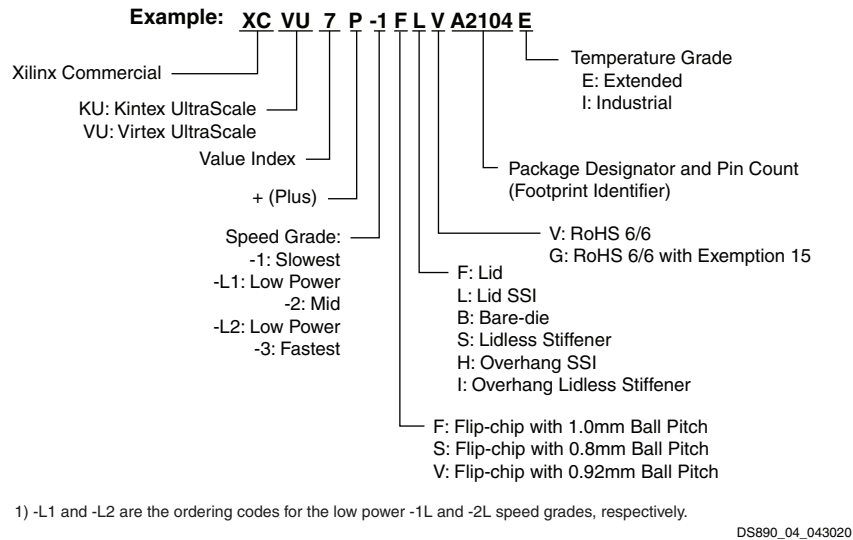 Example: XC VU 7 P -1 F L V A2104 E
Xilinx Commercial
KU: Kintex UltraScale
VU: Virtex UltraScale
Value Index
+ (Plus)
Speed Grade:
-1: Slowest
-L1: Low Power
-2: Mid
-L2: Low Power
-3: Fastest
Temperature Grade
E: Extended
I: Industrial
Package Designator and Pin Count
(Footprint Identifier)
V: RoHS 6/6
G: RoHS 6/6 with Exemption 15
F: Lid
L: Lid SSI
B: Bare-die
S: Lidless Stiffener
H: Overhang SSI
I: Overhang Lidless Stiffener
F: Flip-chip with 1.0mm Ball Pitch
S: Flip-chip with 0.8mm Ball Pitch
V: Flip-chip with 0.92mm Ball Pitch
1) -L1 and -L2 are the ordering codes for the low power -1L and -2L speed grades, respectively.
DS890_04_043020